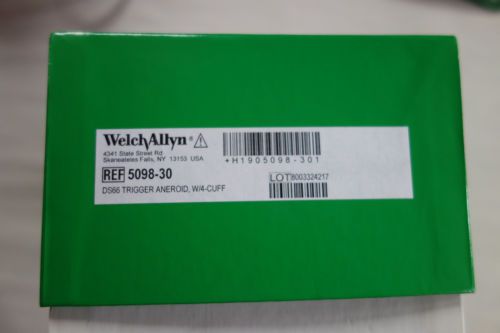 WelchAllyn®
4341 State Street Rd
Skaneateles Falls, NY 13153 USA
+H1905098-301
REF 5098-30
LOT 8003324217
DS66 TRIGGER ANEROID, W/4-CUFF